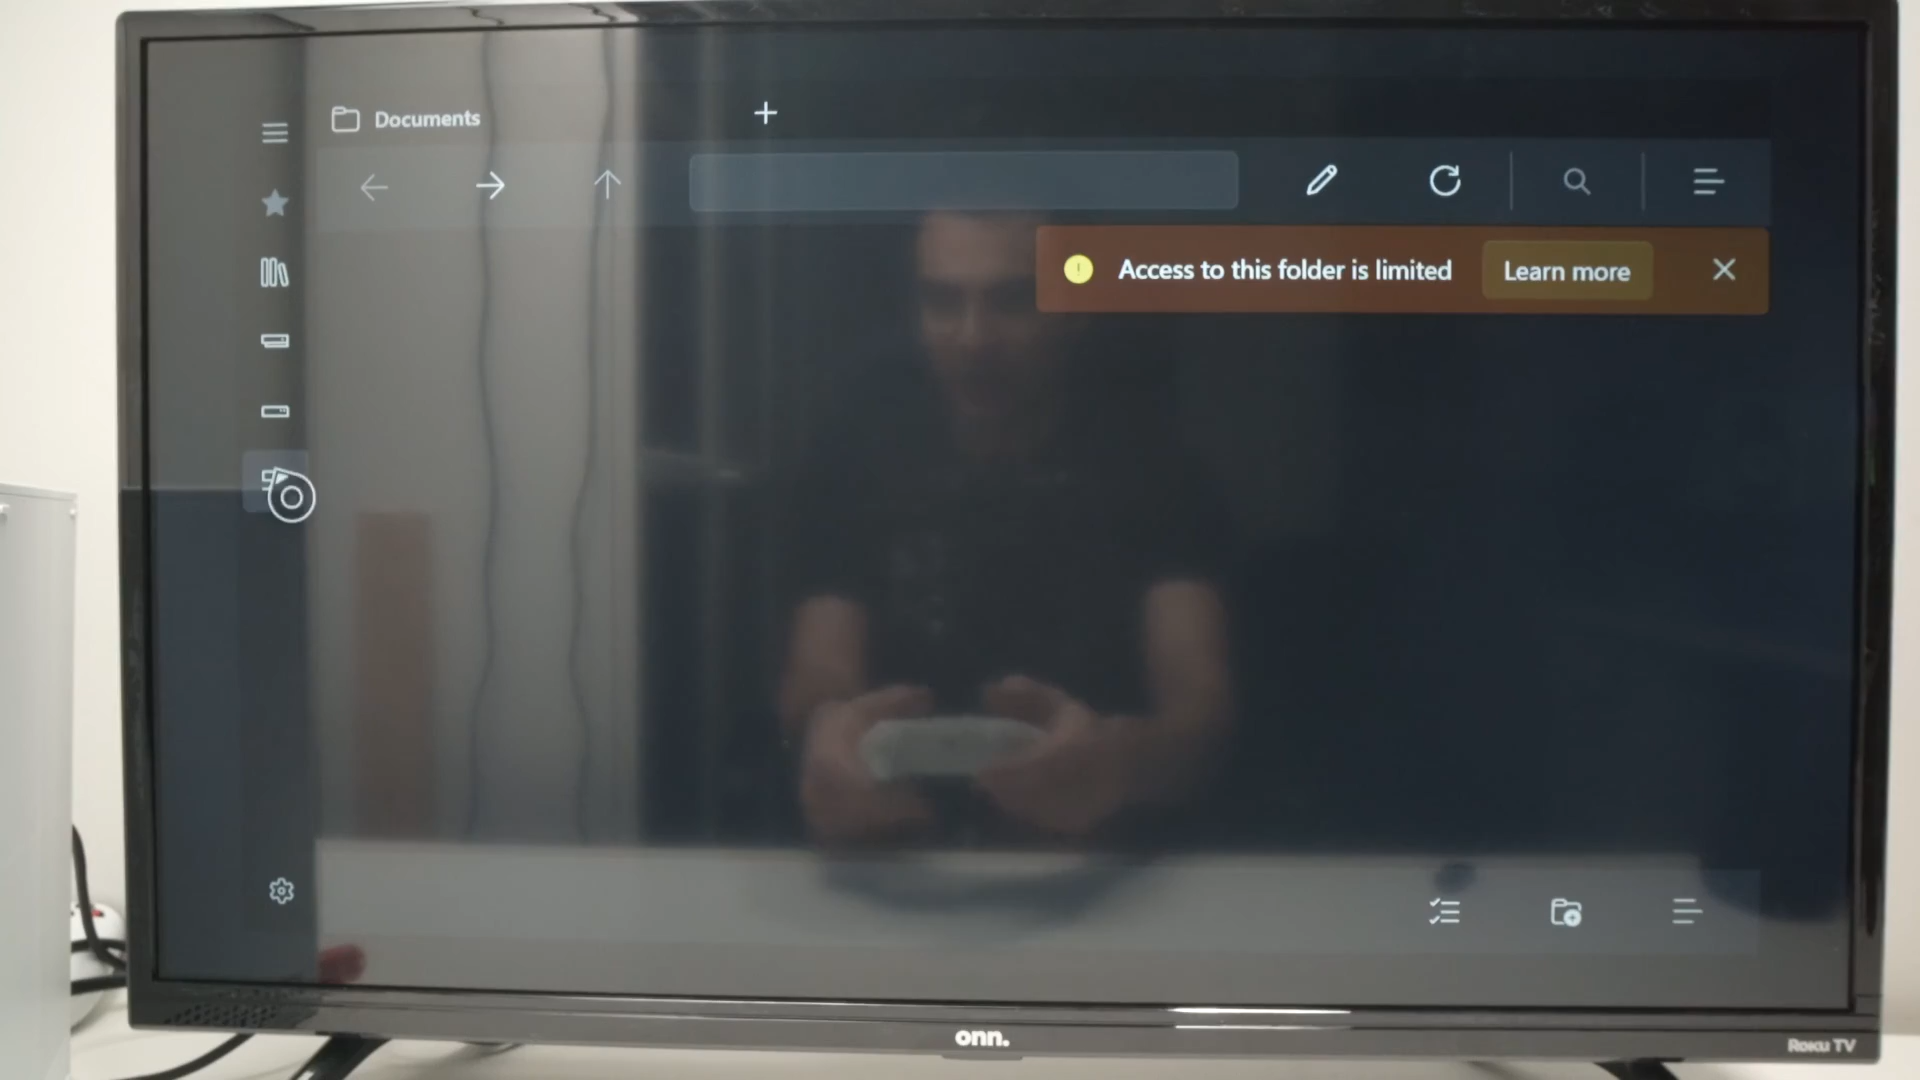 Documents
Access to this folder is limited
Learn more
onn.
Roku TV